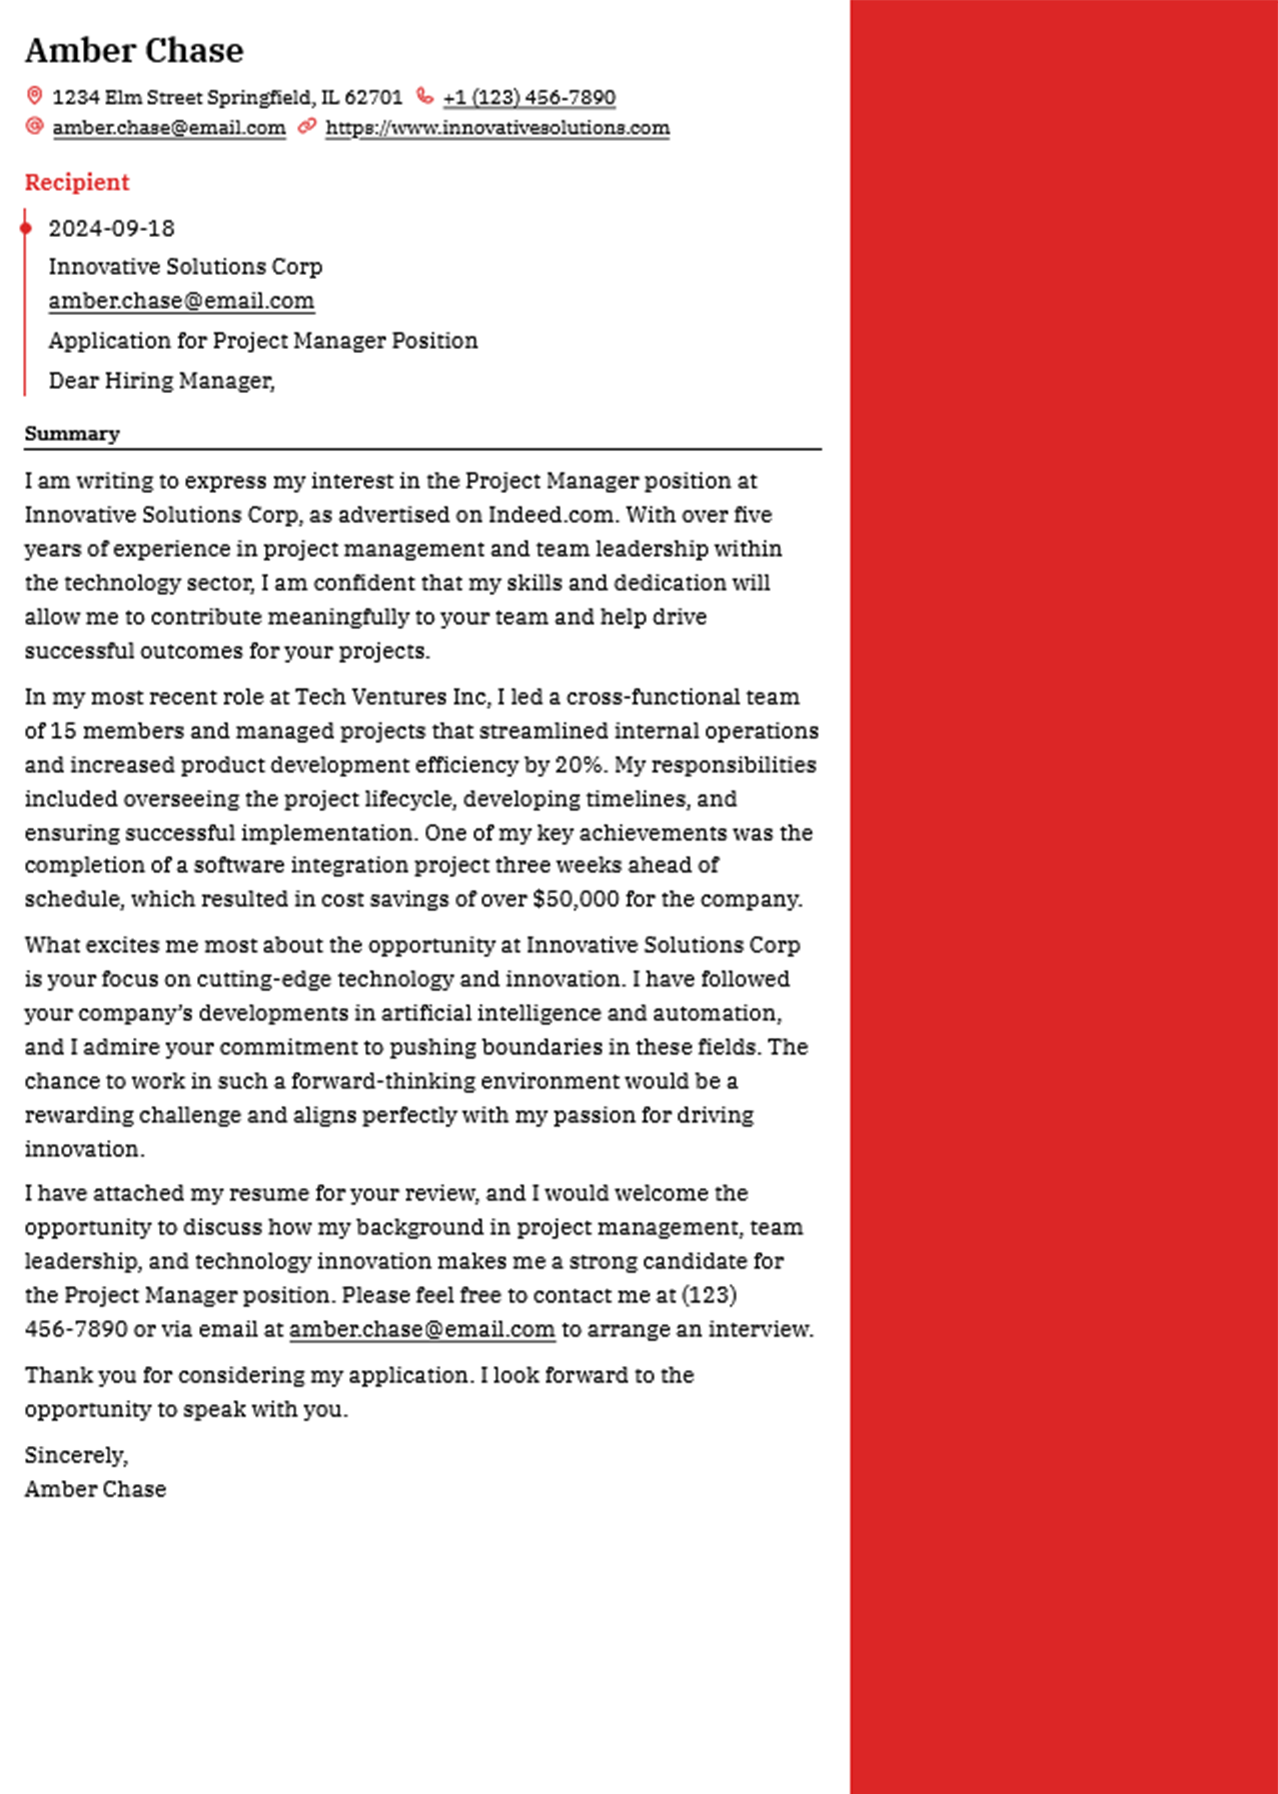 Amber Chase
1234 Elm Street Springfield, IL 62701 +1 (123) 456-7890
amber.chase@email.com https://www.innovativesolutions.com
Recipient
2024-09-18
Innovative Solutions Corp
amber.chase@email.com
Application for Project Manager Position
Dear Hiring Manager,
Summary
I am writing to express my interest in the Project Manager position at
Innovative Solutions Corp, as advertised on Indeed.com. With over five
years of experience in project management and team leadership within
the technology sector, I am confident that my skills and dedication will
allow me to contribute meaningfully to your team and help drive
successful outcomes for your projects.
In my most recent role at Tech Ventures Inc, I led a cross-functional team
of 15 members and managed projects that streamlined internal operations
and increased product development efficiency by 20%. My responsibilities
included overseeing the project lifecycle, developing timelines, and
ensuring successful implementation. One of my key achievements was the
completion of a software integration project three weeks ahead of
schedule, which resulted in cost savings of over $50,000 for the company.
What excites me most about the opportunity at Innovative Solutions Corp
is your focus on cutting-edge technology and innovation. I have followed
your company’s developments in artificial intelligence and automation,
and I admire your commitment to pushing boundaries in these fields. The
chance to work in such a forward-thinking environment would be a
rewarding challenge and aligns perfectly with my passion for driving
innovation.
I have attached my resume for your review, and I would welcome the
opportunity to discuss how my background in project management, team
leadership, and technology innovation makes me a strong candidate for
the Project Manager position. Please feel free to contact me at (123)
456-7890 or via email at amber.chase@email.com to arrange an interview.
Thank you for considering my application. I look forward to the
opportunity to speak with you.
Sincerely,
Amber Chase